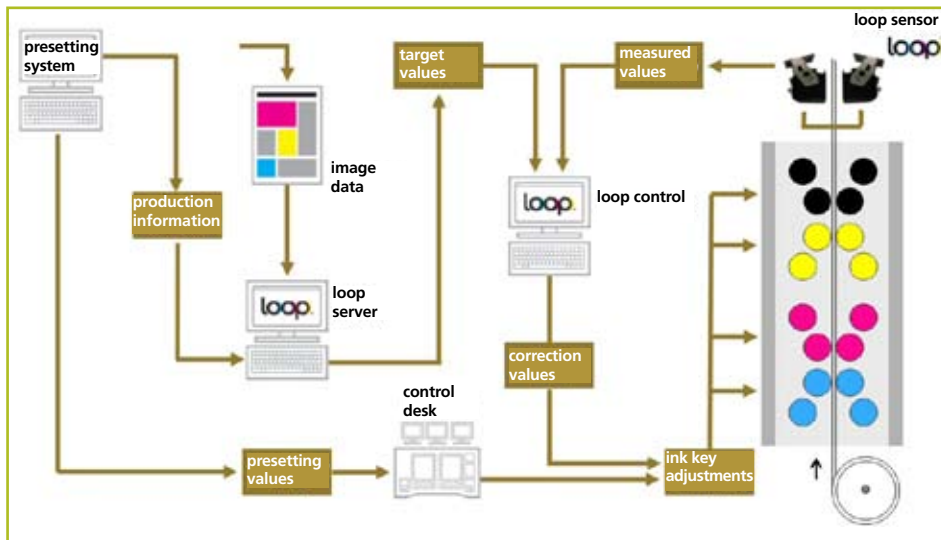 loop sensor
loop.
presetting
system
target
values
measured
values
image
data
production
information
loop.
loop control
loop.
loop
server
correction
values
control
desk
presetting
values
ink key
adjustments